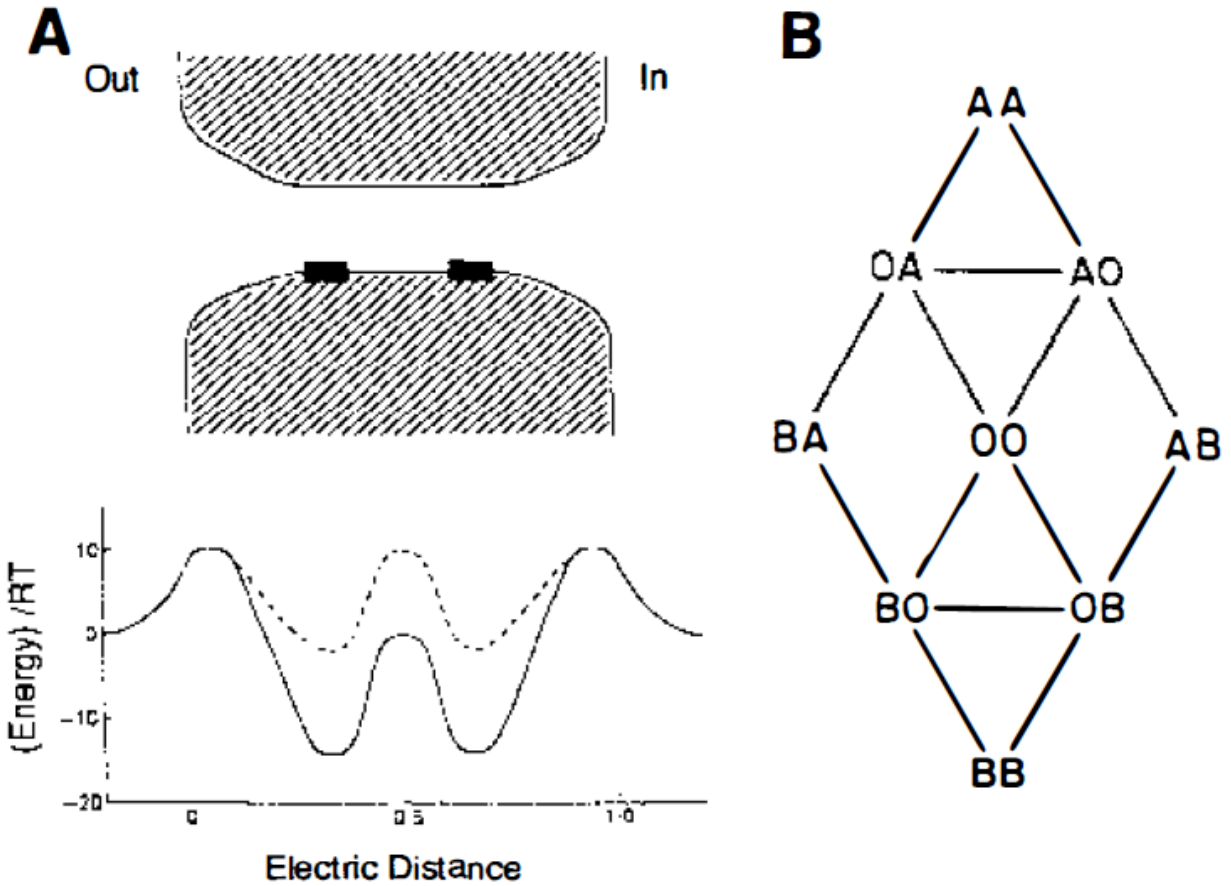 A
Out
In
10
0
-10
-20
(Energy)/RT
0
0.5
1.0
Electric Distance
B
AA
OA
AO
BA
OO
AB
BO
OB
BB